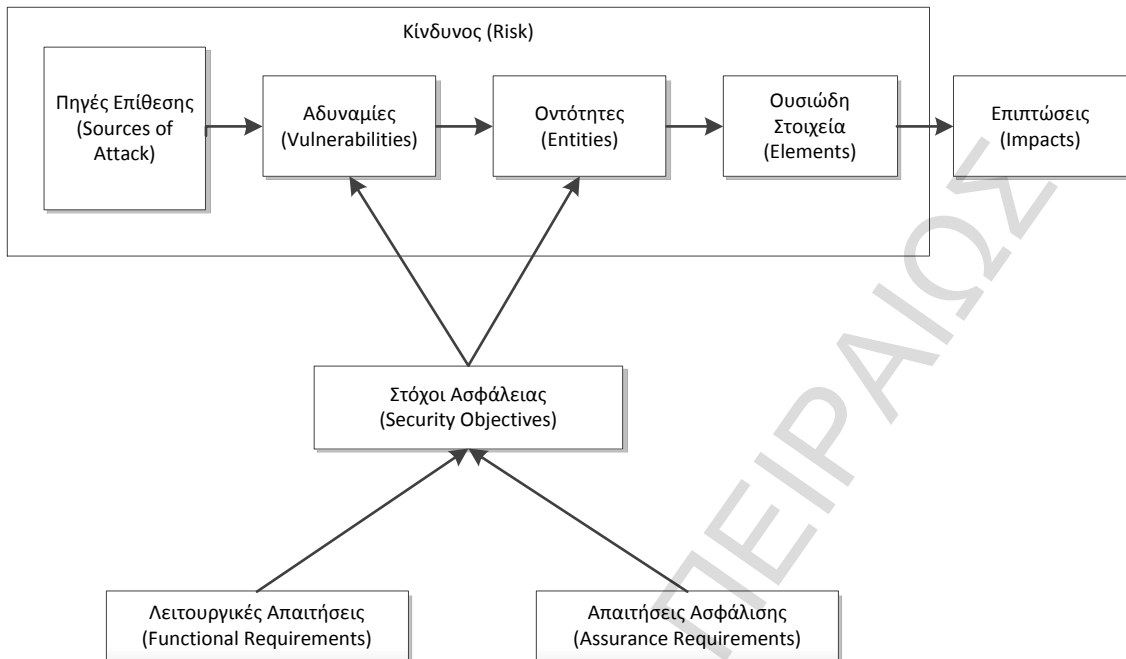 Κίνδυνος (Risk)
Πηγές Επίθεσης
(Sources of
Attack)
Αδυναμίες
(Vulnerabilities)
Οντότητες
(Entities)
Ουσιώδη
Στοιχεία
(Elements)
Επιπτώσεις
(Impacts)
Στόχοι Ασφάλειας
(Security Objectives)
Λειτουργικές Απαιτήσεις
(Functional Requirements)
Απαιτήσεις Ασφάλισης
(Assurance Requirements)
ΠΕΙΡΑΙΩΣ